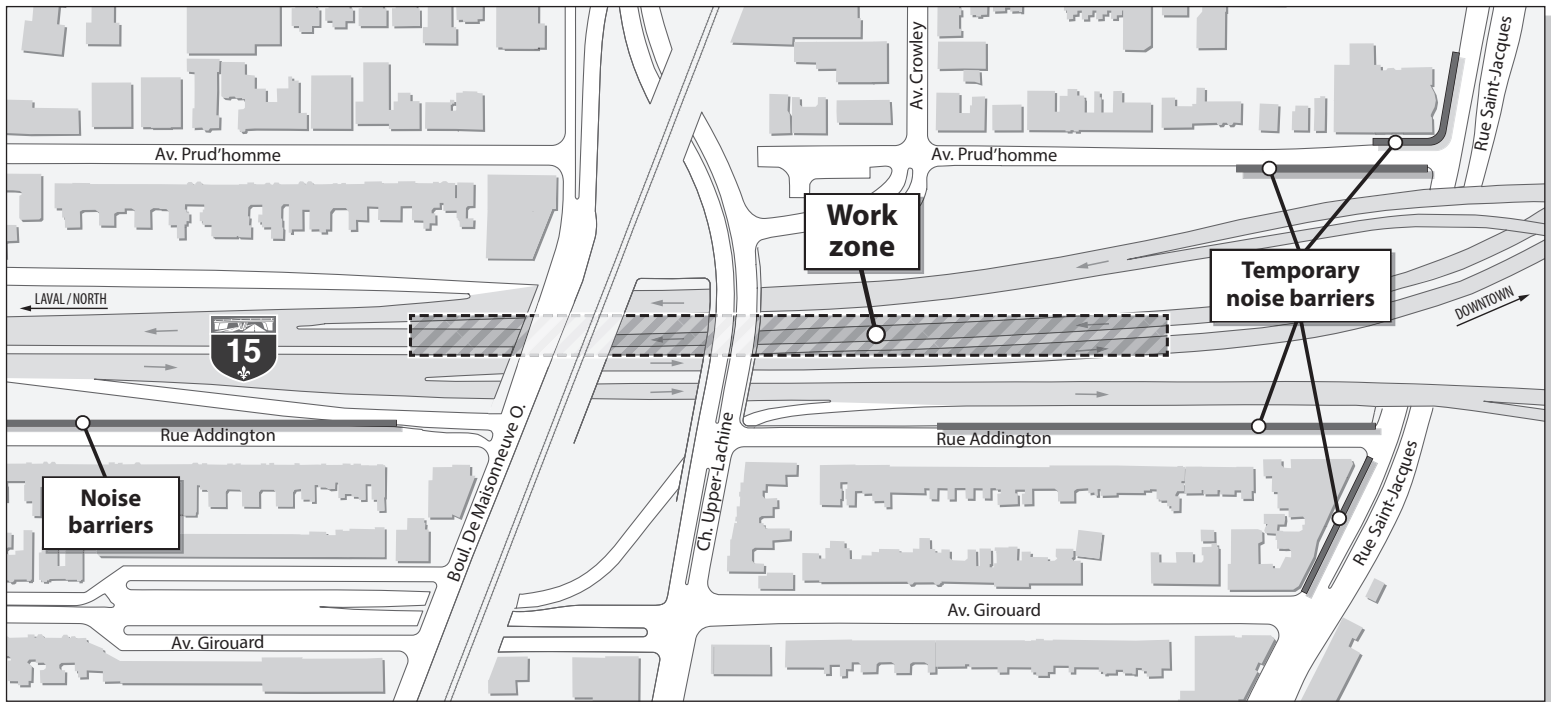 Av. Crowley
Rue Saint-Jacques
Av. Prud'homme
Av. Prud'homme
Work
zone
Temporary
noise barriers
LAVAL / NORTH
DOWNTOWN
15
Rue Addington
Rue Addington
Noise
barriers
Boul. De Maisonneuve O.
Ch. Upper-Lachine
Rue Saint-Jacques
Av. Girouard
Av. Girouard